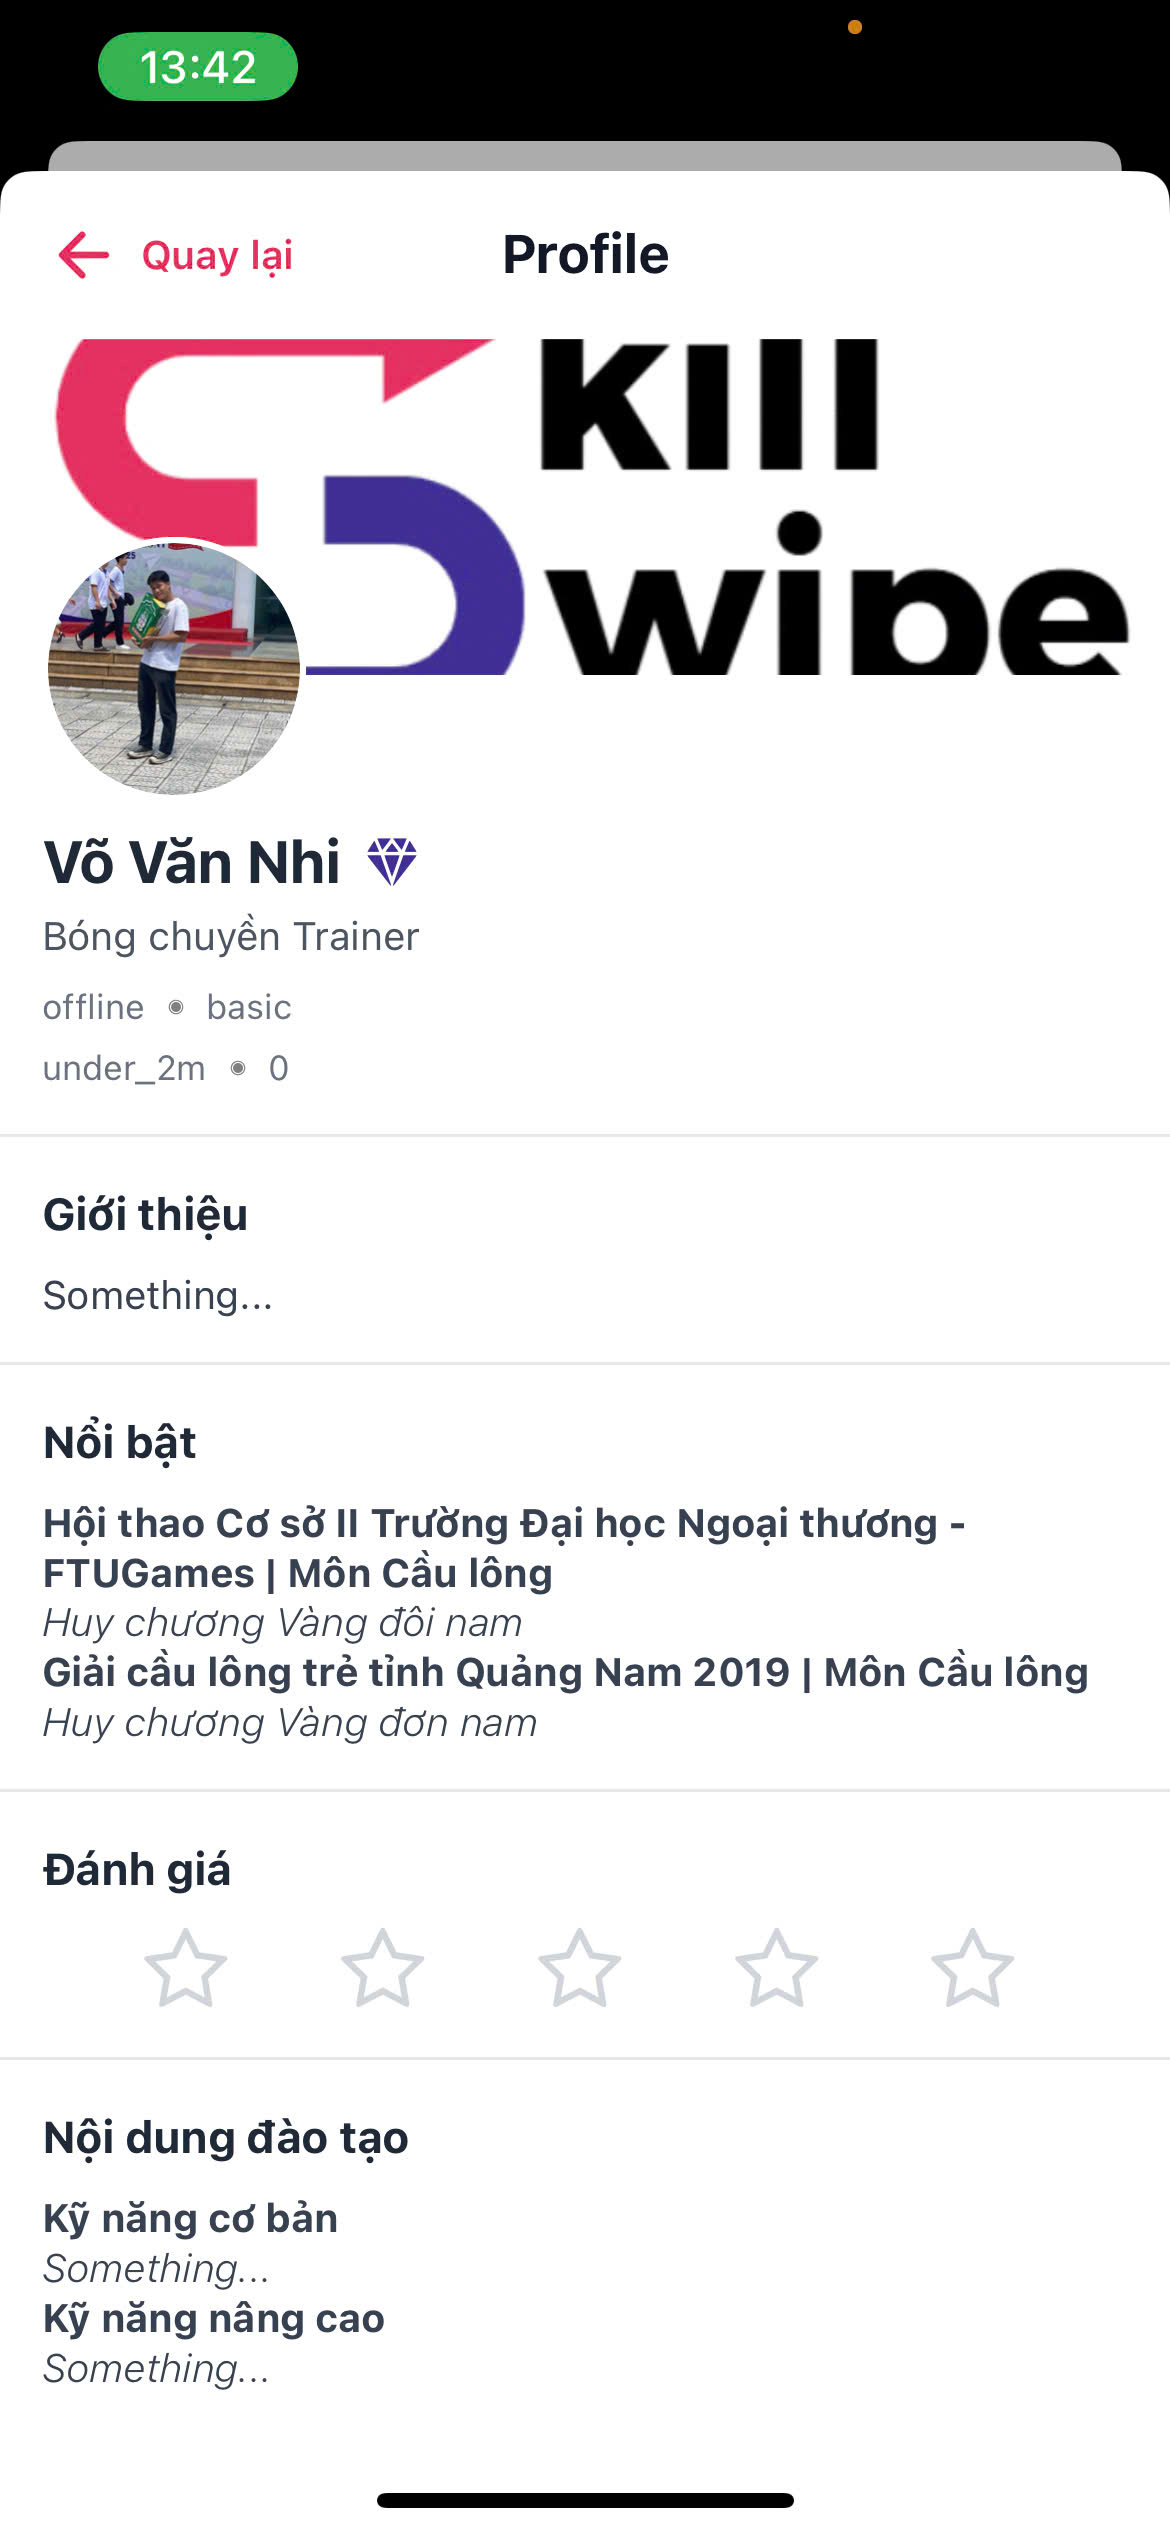 13:42
Quay lại
Profile
kill
wipe
Võ Văn Nhi
Bóng chuyền Trainer
offline ◉ basic
under_2m ◉ 0
Giới thiệu
Something...
Nổi bật
Hội thao Cơ sở II Trường Đại học Ngoại thương -
FTUGames | Môn Cầu lông
Huy chương Vàng đôi nam
Giải cầu lông trẻ tỉnh Quảng Nam 2019 | Môn Cầu lông
Huy chương Vàng đơn nam
Đánh giá
Nội dung đào tạo
Kỹ năng cơ bản
Something...
Kỹ năng nâng cao
Something...